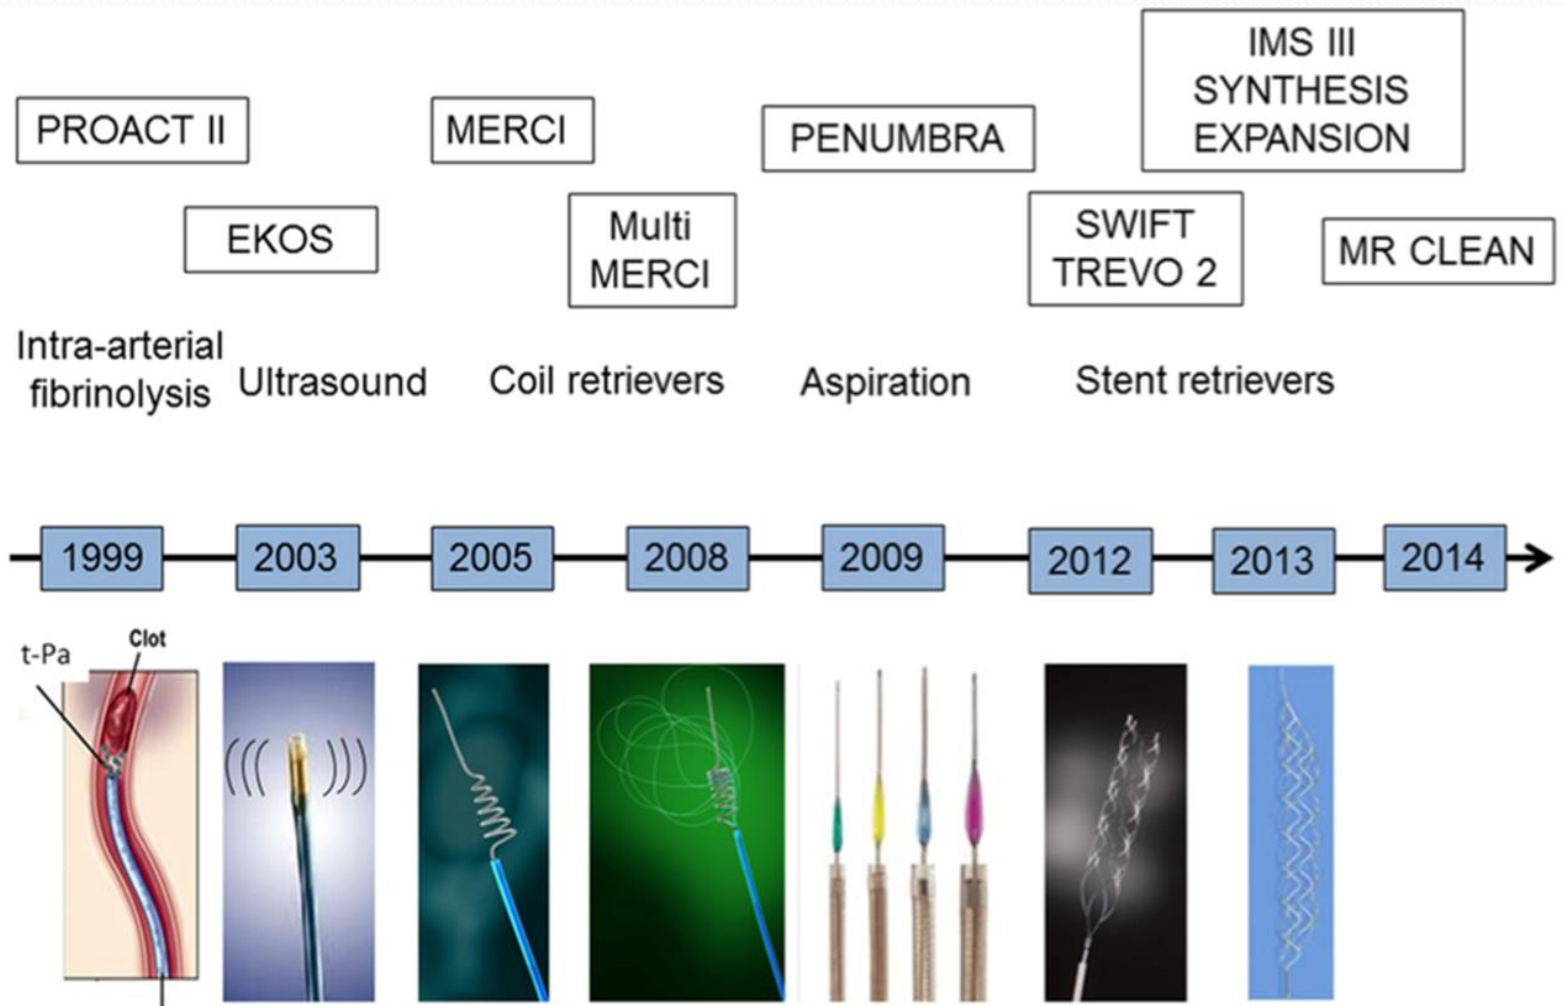 PROACT II
EKOS
MERCI
Multi
MERCI
PENUMBRA
SWIFT
TREVO 2
IMS III
SYNTHESIS
EXPANSION
MR CLEAN
Intra-arterial
fibrinolysis
Ultrasound
Coil retrievers
Aspiration
Stent retrievers
1999
2003
2005
2008
2009
2012
2013
2014
t-Pa
Clot